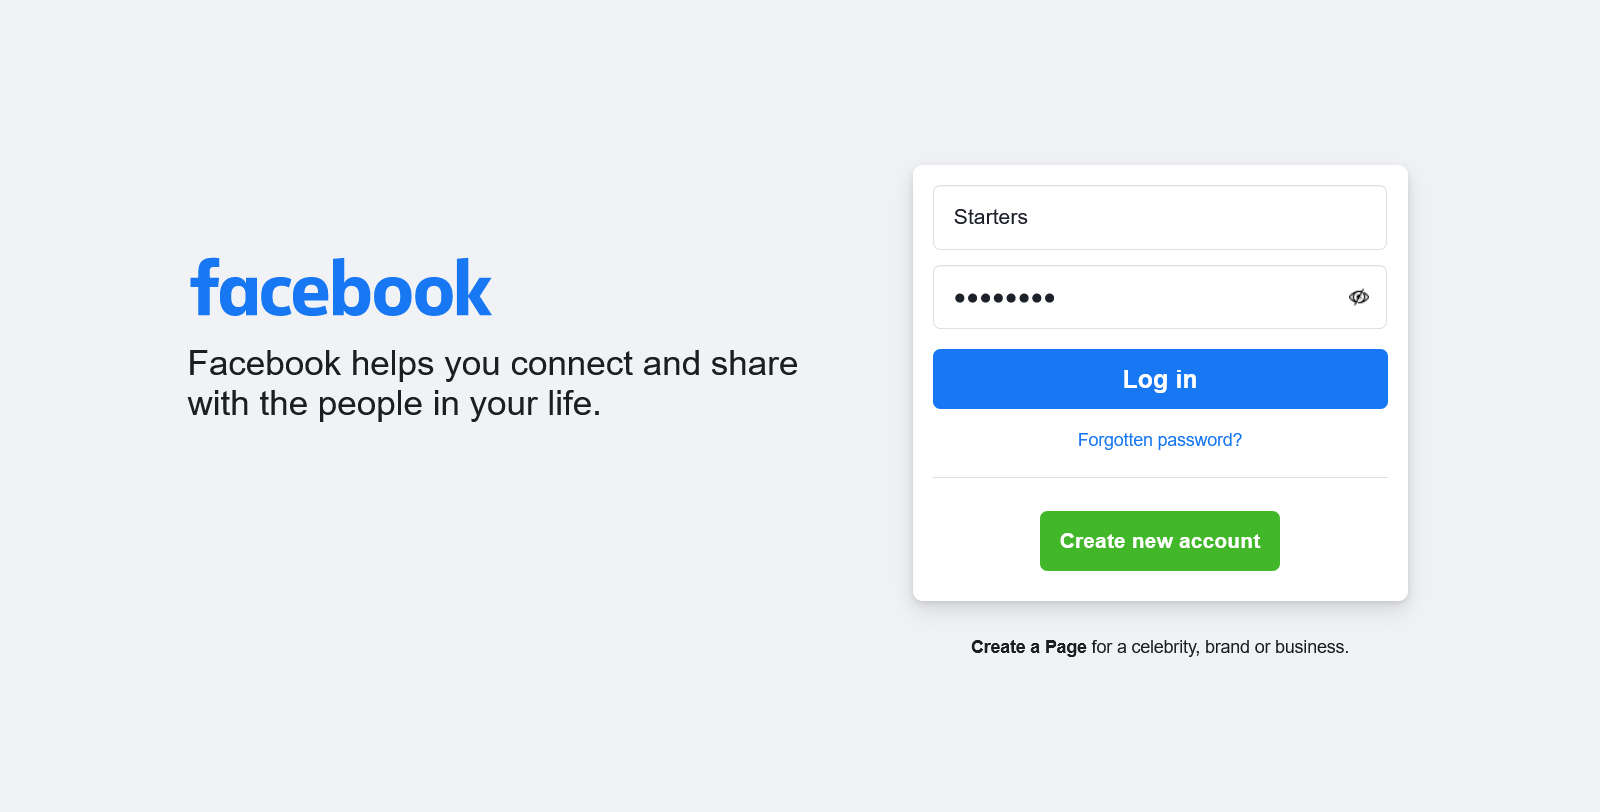 facebook
Facebook helps you connect and share
with the people in your life.
Starters
●●●●●●●●
Log in
Forgotten password?
Create new account
Create a Page for a celebrity, brand or business.